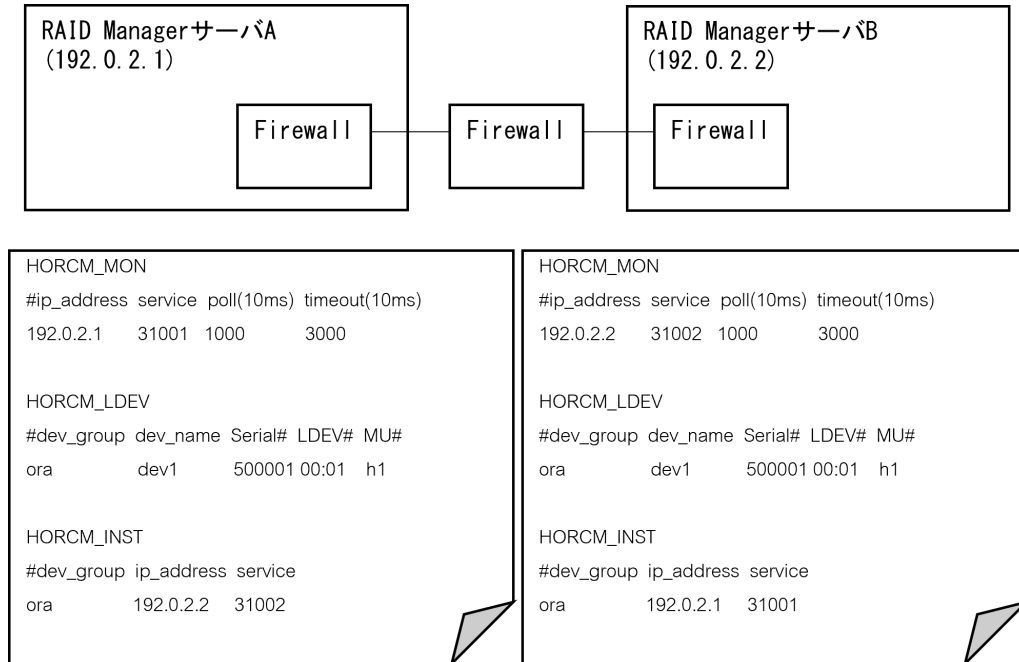 RAID ManagerサーバA
(192.0.2.1)
RAID ManagerサーバB
(192.0.2.2)
Firewall
Firewall
Firewall
HORCM_MON
#ip_address service poll(10ms) timeout(10ms)
192.0.2.1 31001 1000 3000
HORCM_LDEV
#dev_group dev_name Serial# LDEV# MU#
ora dev1 500001 00:01 h1
HORCM_INST
#dev_group ip_address service
ora 192.0.2.2 31002
HORCM_MON
#ip_address service poll(10ms) timeout(10ms)
192.0.2.2 31002 1000 3000
HORCM_LDEV
#dev_group dev_name Serial# LDEV# MU#
ora dev1 500001 00:01 h1
HORCM_INST
#dev_group ip_address service
ora 192.0.2.1 31001